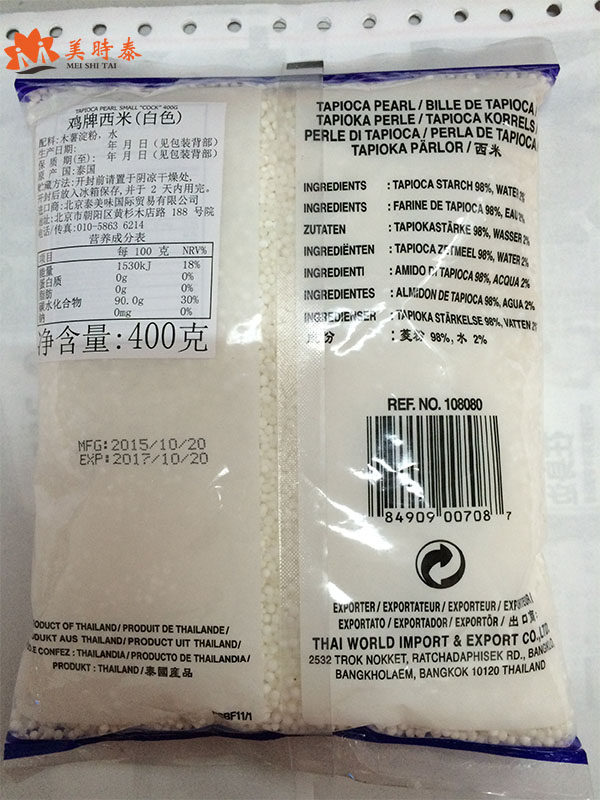 美時泰
MEI SHI TAI
TAPIOCA PEARL SMALL "COCK" 400G
鸡牌西米(白色)
配料:木薯淀粉，水
生产日期: 年 月 日(见包装背部)
保 质 期(至): 年 月 日(见包装背部)
原 产 国:泰国
贮藏方法:开封前请置于阴凉干燥处,
开封后放入冰箱保存,并于 2 天内用完。
进口商:北京泰美味国际贸易有限公司
地址:北京市朝阳区黄杉木店路 188 号院
电话/传真:010-5863 6214
营养成分表
项目 每 100 克 NRV%
能量 1530kJ 18%
蛋白质 0g 0%
脂肪 0g 0%
碳水化合物 90.0g 30%
钠 0mg 0%
净含量:400克
MFG:2015/10/20
EXP:2017/10/20
ODUCT OF THAILAND/PRODUIT DE THAILANDE/
DUKT AUS THAILAND/PRODUCT UIT THAILAND/
E CONFEZ : THAILANDIA/PRODUCTO DE THAILANDIA/
PRODUKT : THAILAND/泰國産品
BF11/1
TAPIOCA PEARL/BILLE DE TAPIOCA/
TAPIOKA PERLE/TAPIOCA KORRELS/
PERLE DI TAPIOCA/PERLA DE TAPIOCA
TAPIOKA PÄRLOR/西米
INGREDIENTS : TAPIOCA STARCH 98%, WATER 2%
INGREDIENTS : FARINE DE TAPIOCA 98%, EAU 2%
ZUTATEN : TAPIOKASTÄRKE 98%, WASSER 2%
INGREDIËNTEN : TAPIOCA ZETMEEL 98%, WATER 2%
INGREDIENTI : AMIDO DI TAPIOCA 98%, ACQUA 2%
INGREDIENTES : ALMIDON DE TAPIOCA 98%, AGUA 2%
INGREDIENSER : TAPIOKA STÄRKELSE 98%, VATTEN 2%
成分 : 菱粉 98%, 水 2%
REF. NO. 108080
84909 00708 7
EXPORTER/EXPORTATEUR/EXPORTEUR/EXPORTEUR/
EXPORTATO/EXPORTADOR/EXPORTÖR/出口商:
THAI WORLD IMPORT & EXPORT CO.,LTD.
2532 TROK NOKKET, RATCHADAPHISEK RD., BANGKOLO
BANGKHOLAEM, BANGKOK 10120 THAILAND